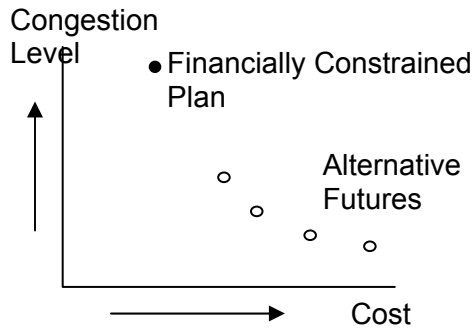 Congestion
Level
Financially Constrained
Plan
Alternative
Futures
Cost